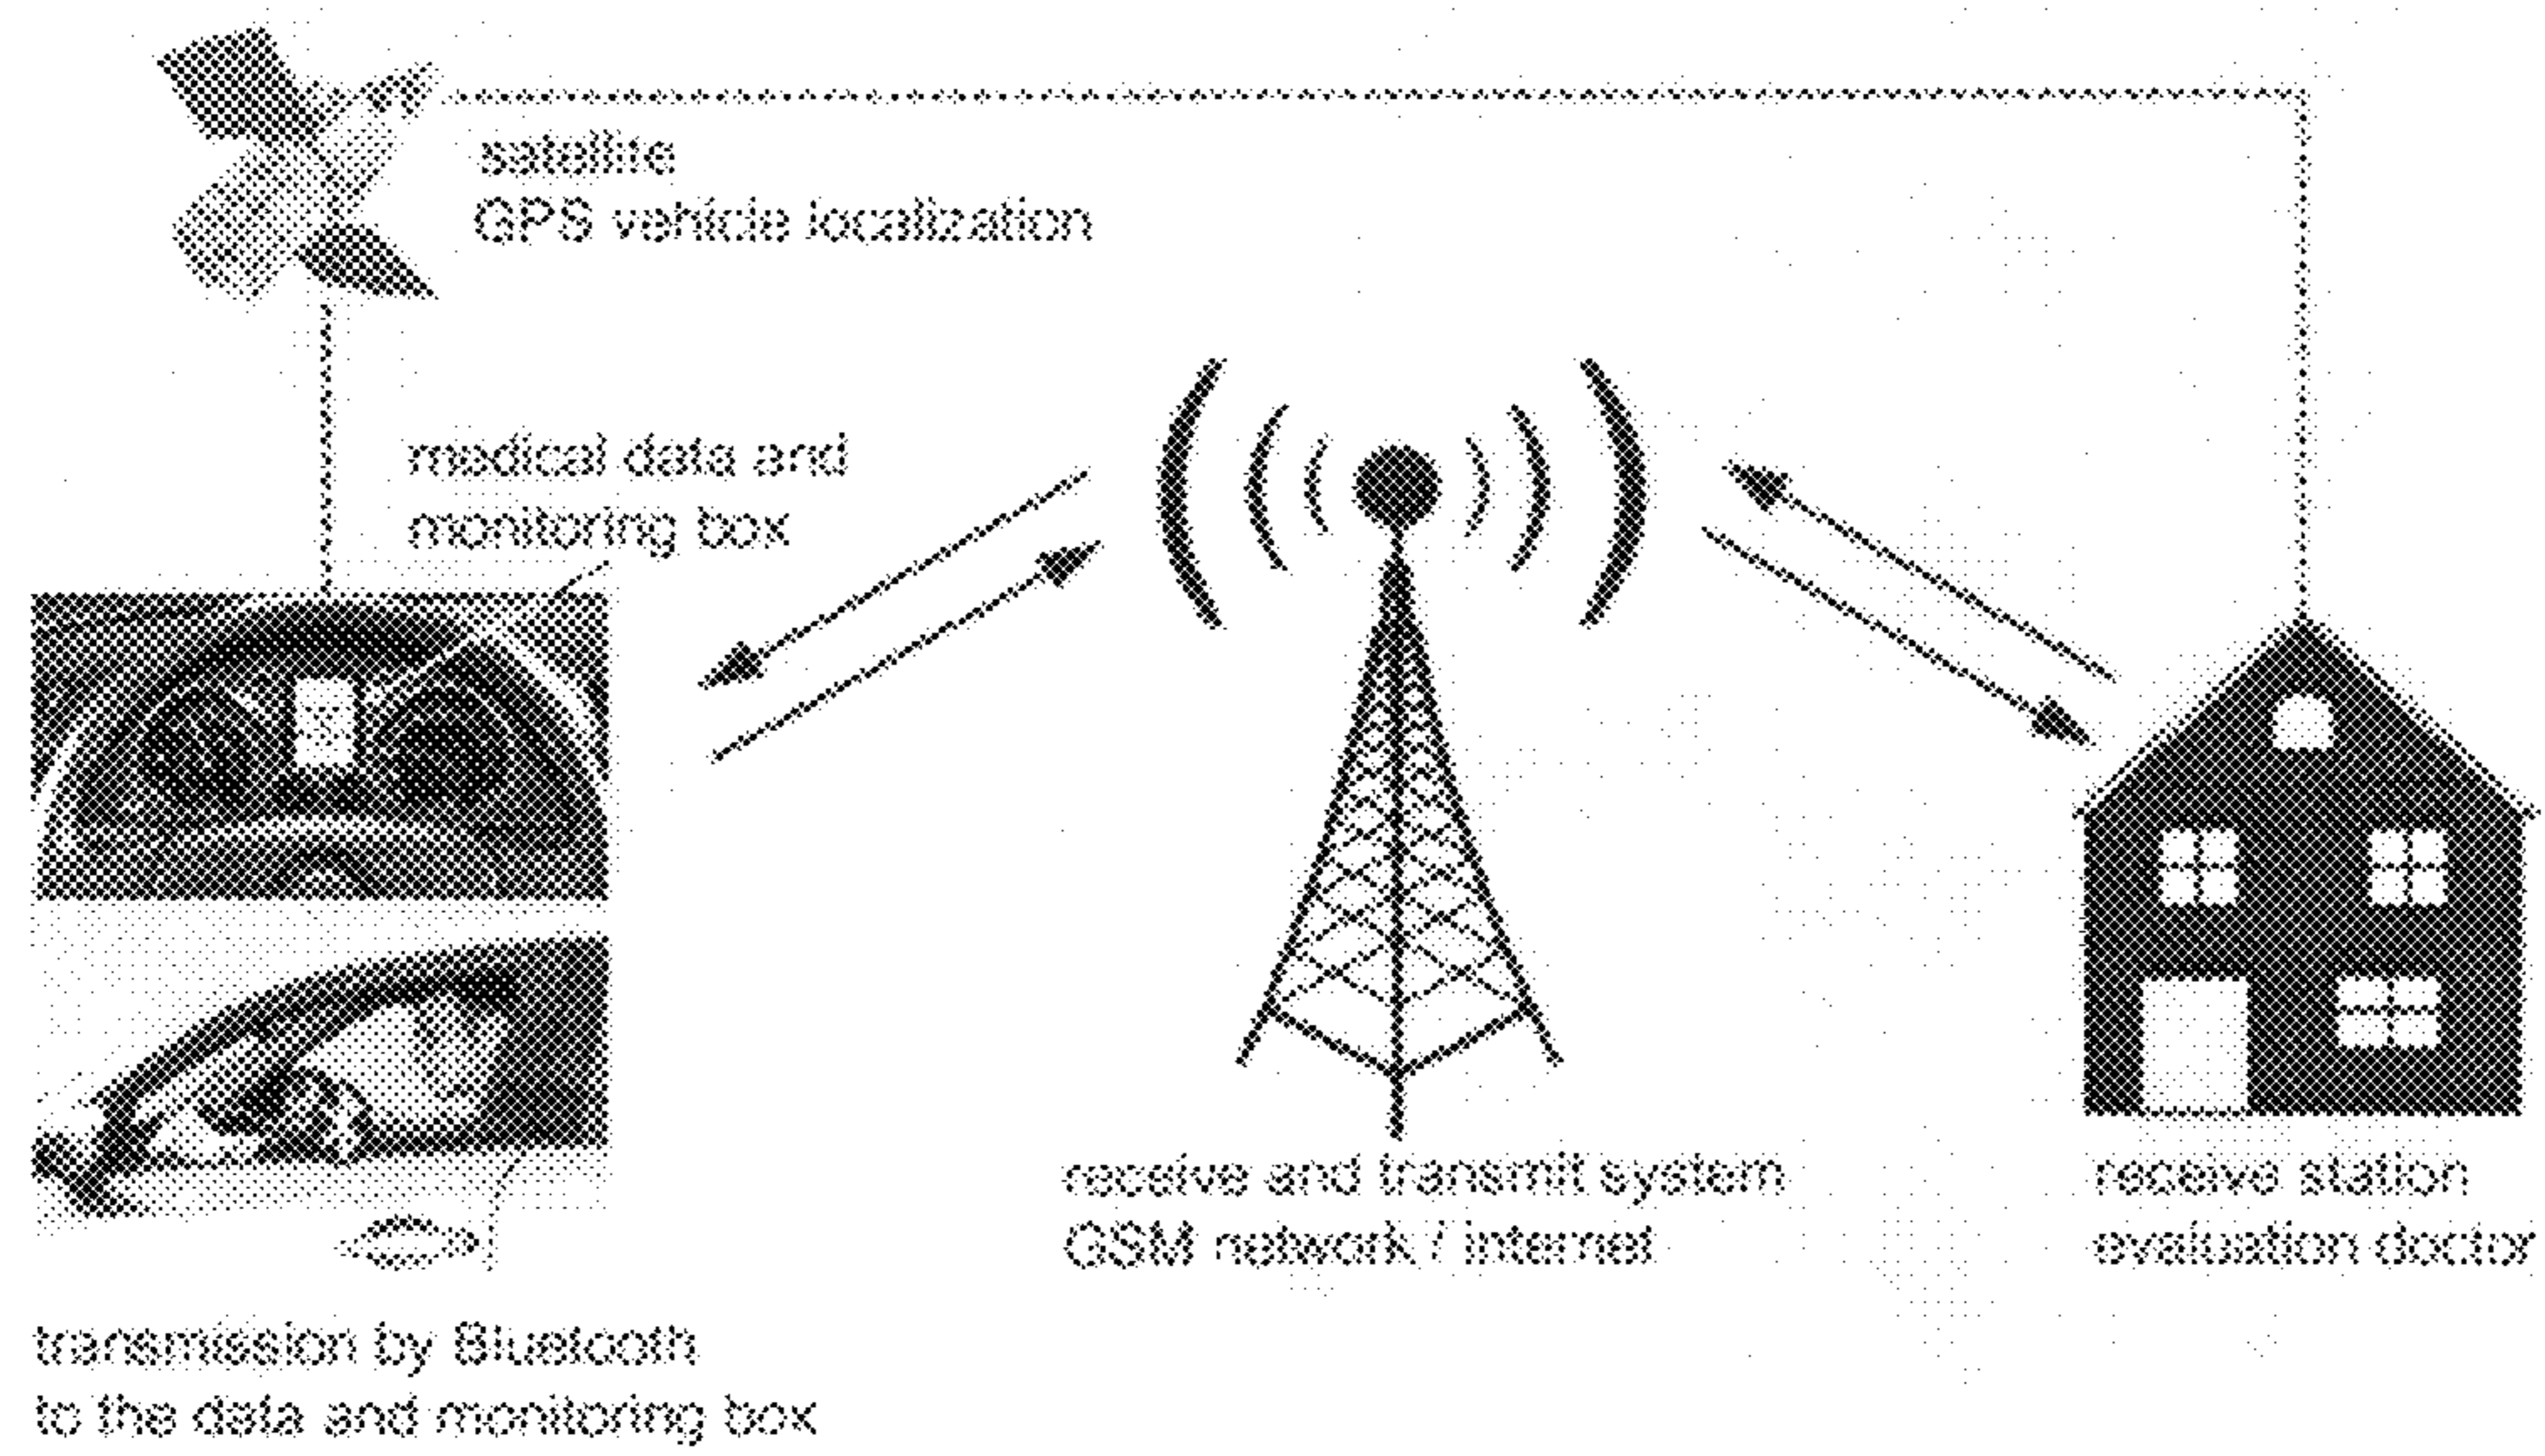 satellite
GPS vehicle localization
medical data and
monitoring box
receive and transmit system
GSM network / internet
receive station
evaluation doctor
transmission by Bluetooth
to the data and monitoring box